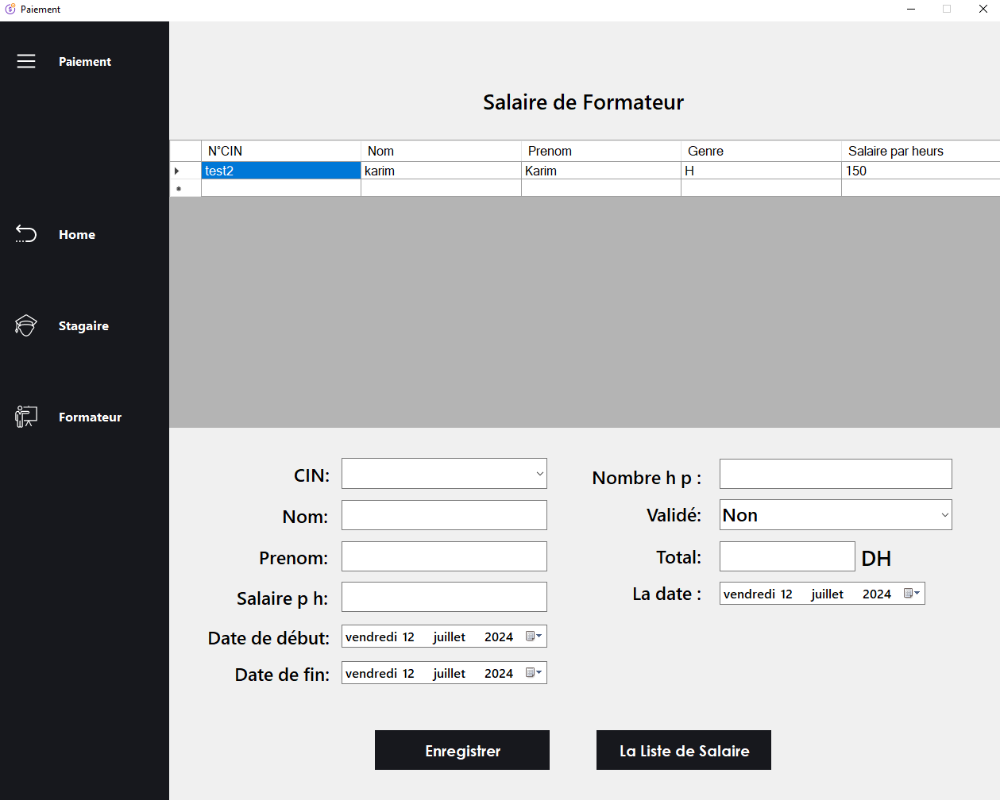 Paiement
Paiement
Home
Stagaire
Formateur
Salaire de Formateur
N°CIN Nom Prenom Genre Salaire par heurs
test2 karim Karim H 150
CIN:
Nom:
Prenom:
Salaire p h:
Date de début: vendredi 12 juillet 2024
Date de fin: vendredi 12 juillet 2024
Nombre h p :
Validé: Non
Total: DH
La date : vendredi 12 juillet 2024
Enregistrer
La Liste de Salaire